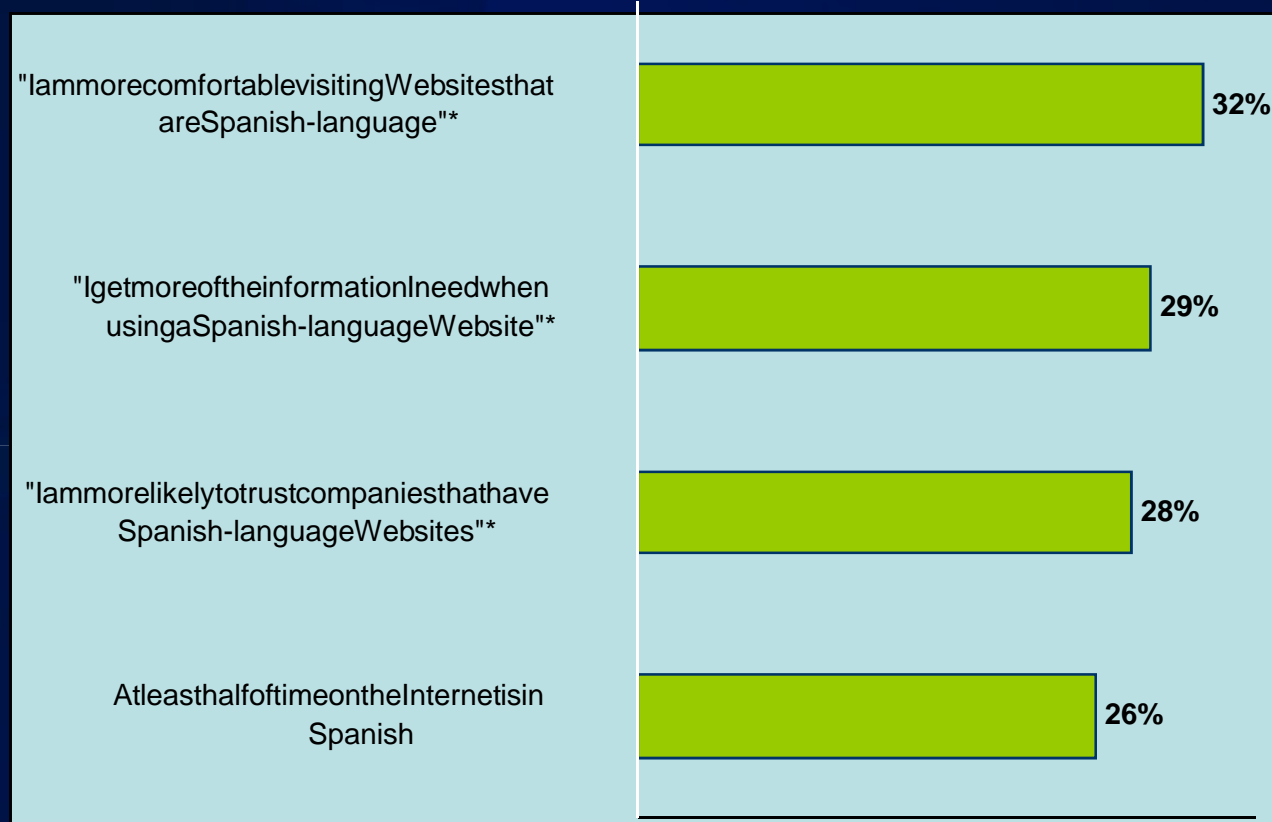 "IammorecomfortablevisitingWebsitesthat
areSpanish-language"*
32%
"IgetmoreoftheinformationIneedwhen
usingaSpanish-languageWebsite"*
29%
"Iammorelikelytotrustcompaniesthathave
Spanish-languageWebsites"*
28%
AtleasthalfoftimeontheInternetisin
Spanish
26%